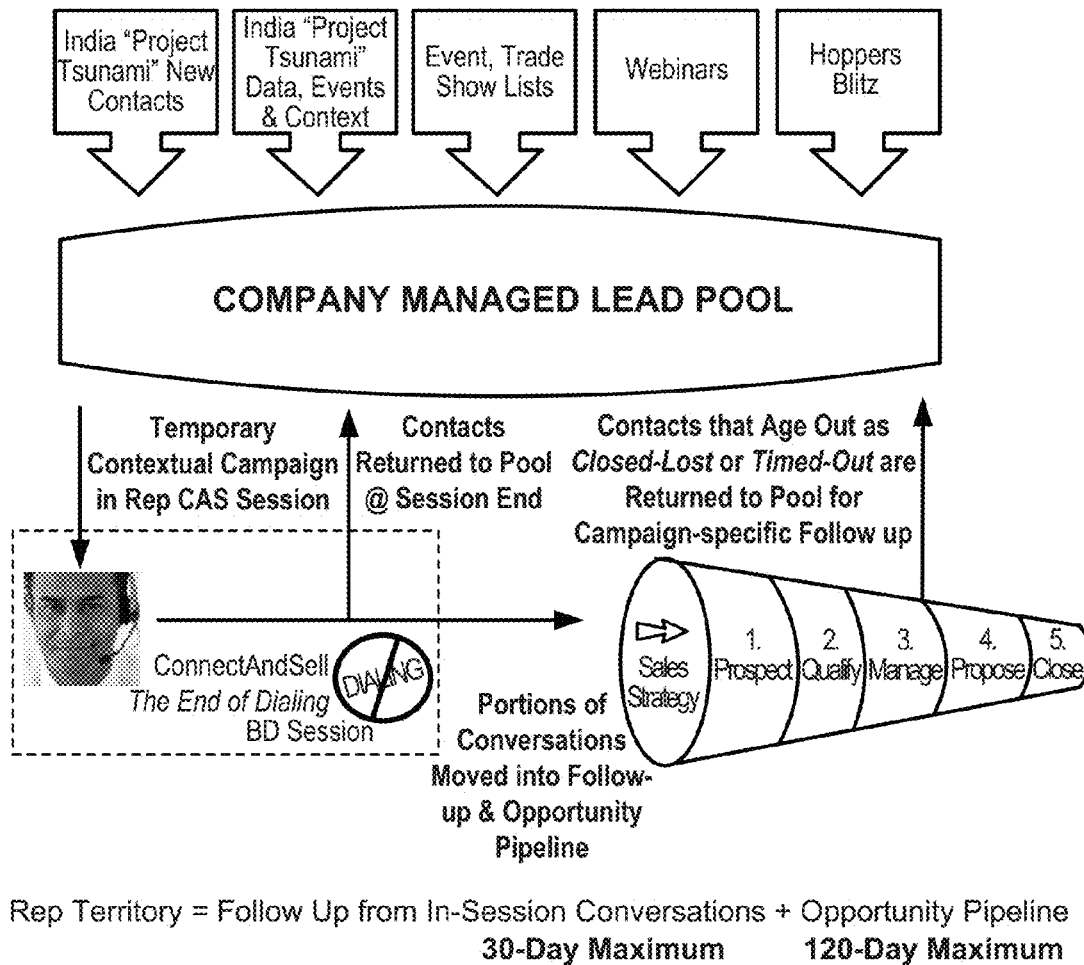 India “Project
Tsunami” New
Contacts
India “Project
Tsunami”
Data, Events
& Context
Event, Trade
Show Lists
Webinars
Hoppers
Blitz
COMPANY MANAGED LEAD POOL
Temporary
Contextual Campaign
in Rep CAS Session
Contacts
Returned to Pool
@ Session End
Contacts that Age Out as
Closed-Lost or Timed-Out are
Returned to Pool for
Campaign-specific Follow up
ConnectAndSell
The End of Dialing
BD Session
DIALING
Portions of
Conversations
Moved into Follow-
up & Opportunity
Pipeline
Sales
Strategy
1.
Prospect
2.
Qualify
3.
Manage
4.
Propose
5.
Close
Rep Territory = Follow Up from In-Session Conversations + Opportunity Pipeline
30-Day Maximum 120-Day Maximum